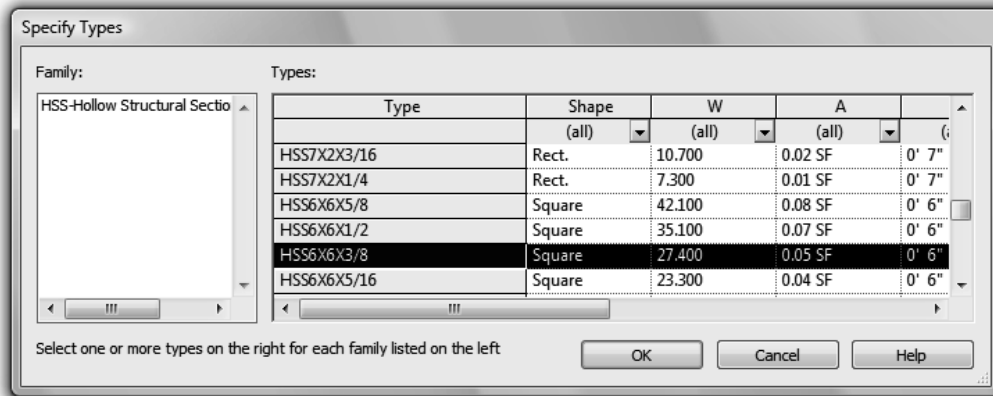 Specify Types
Family: Types:
HSS-Hollow Structural Sectio
Type Shape W A
(all) (all) (all)
HSS7X2X3/16 Rect. 10.700 0.02 SF 0' 7"
HSS7X2X1/4 Rect. 7.300 0.01 SF 0' 7"
HSS6X6X5/8 Square 42.100 0.08 SF 0' 6"
HSS6X6X1/2 Square 35.100 0.07 SF 0' 6"
HSS6X6X3/8 Square 27.400 0.05 SF 0' 6"
HSS6X6X5/16 Square 23.300 0.04 SF 0' 6"
Select one or more types on the right for each family listed on the left OK Cancel Help